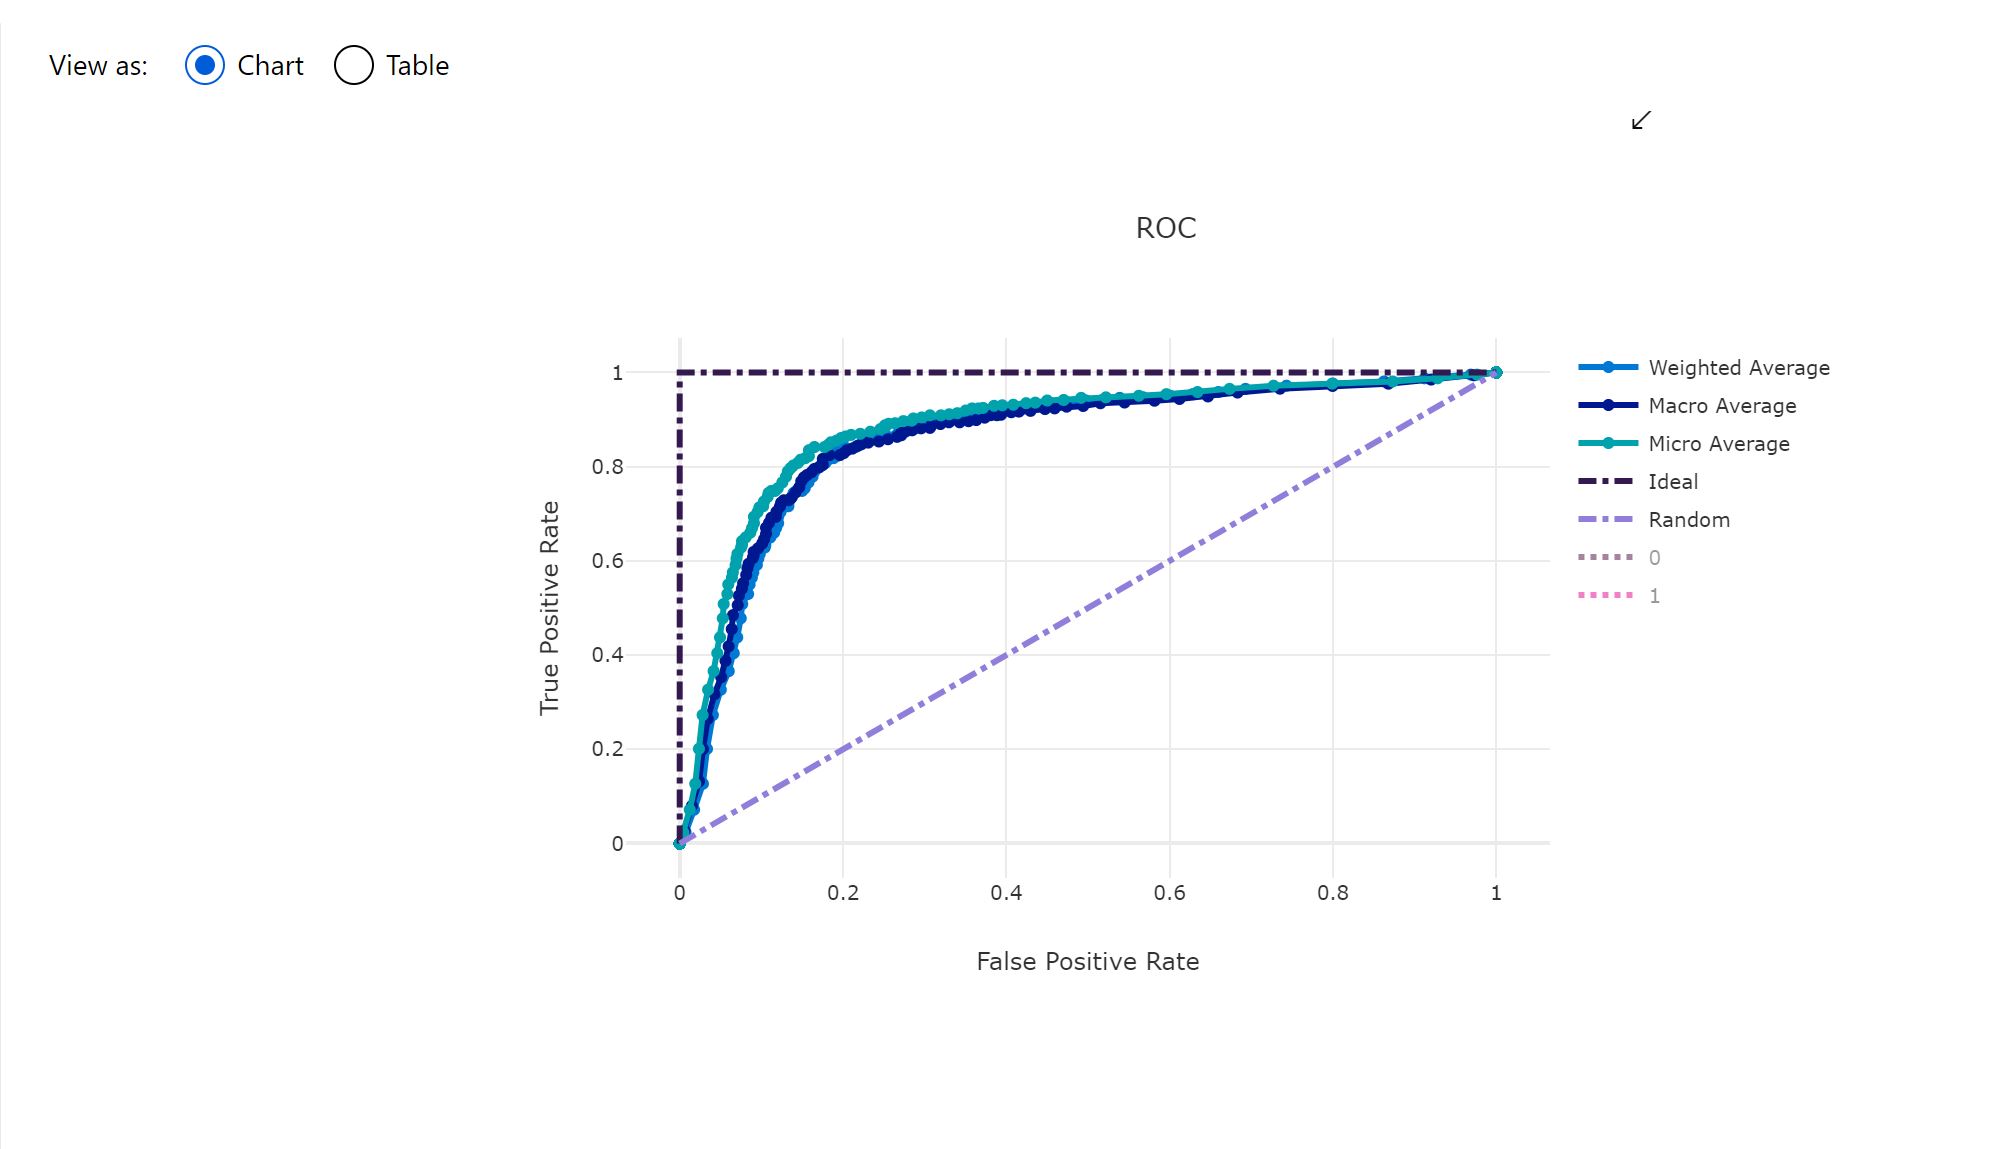 View as: Chart Table
ROC
1
0.8
0.6
0.4
0.2
0
True Positive Rate
0 0.2 0.4 0.6 0.8 1
False Positive Rate
Weighted Average
Macro Average
Micro Average
Ideal
Random
0
1